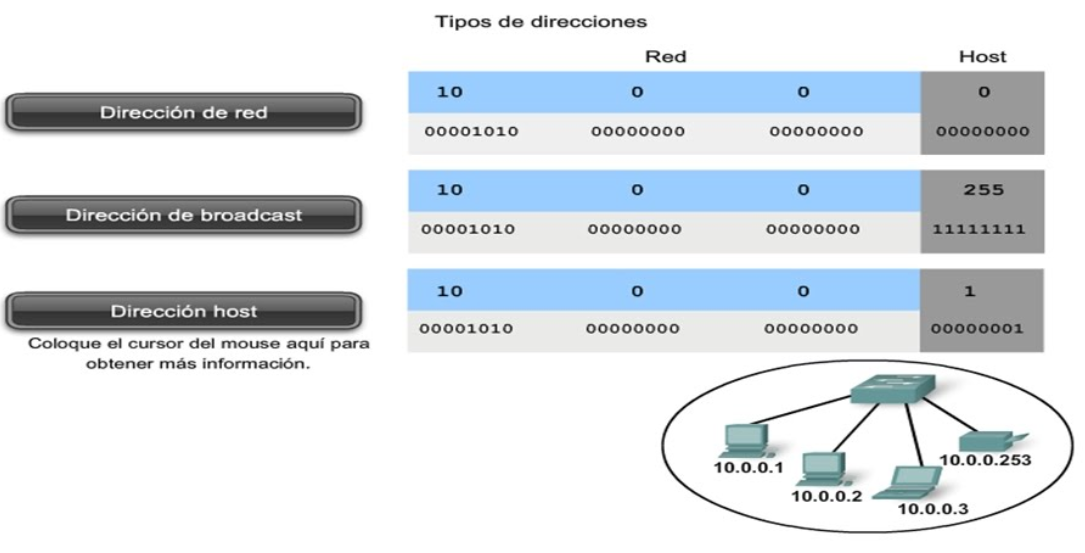 Tipos de direcciones
Red Host
Dirección de red
10 0 0 0
00001010 00000000 00000000 00000000
Dirección de broadcast
10 0 0 255
00001010 00000000 00000000 11111111
Dirección host
10 0 0 1
00001010 00000000 00000000 00000001
Coloque el cursor del mouse aquí para
obtener más información.
10.0.0.1
10.0.0.2
10.0.0.3
10.0.0.253